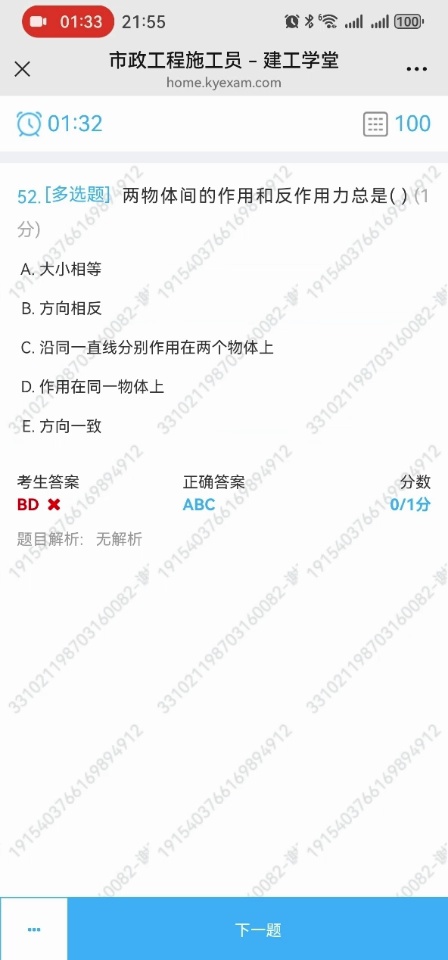 01:33 21:55 6 100
市政工程施工员 – 建工学堂
home.kyexam.com
01:32 100
52. [多选题] 两物体间的作用和反作用力总是( ) (1
分)
A. 大小相等
B. 方向相反
C. 沿同一直线分别作用在两个物体上
D. 作用在同一物体上
E. 方向一致
考生答案 正确答案 分数
BD ABC 0/1分
题目解析: 无解析
下一题